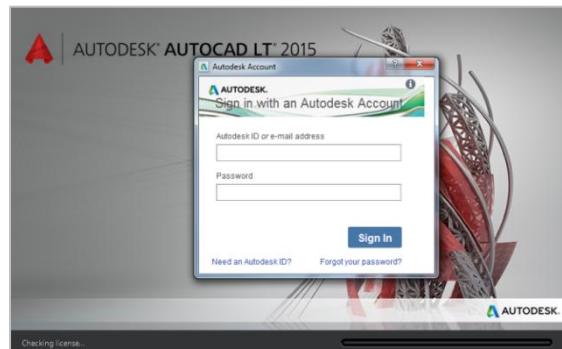 AUTODESK® AUTOCAD LT® 2015
Autodesk Account
AUTODESK.
Sign in with an Autodesk Account
Autodesk ID or e-mail address
Password
Sign In
Need an Autodesk ID? Forgot your password?
AUTODESK.
Checking license...